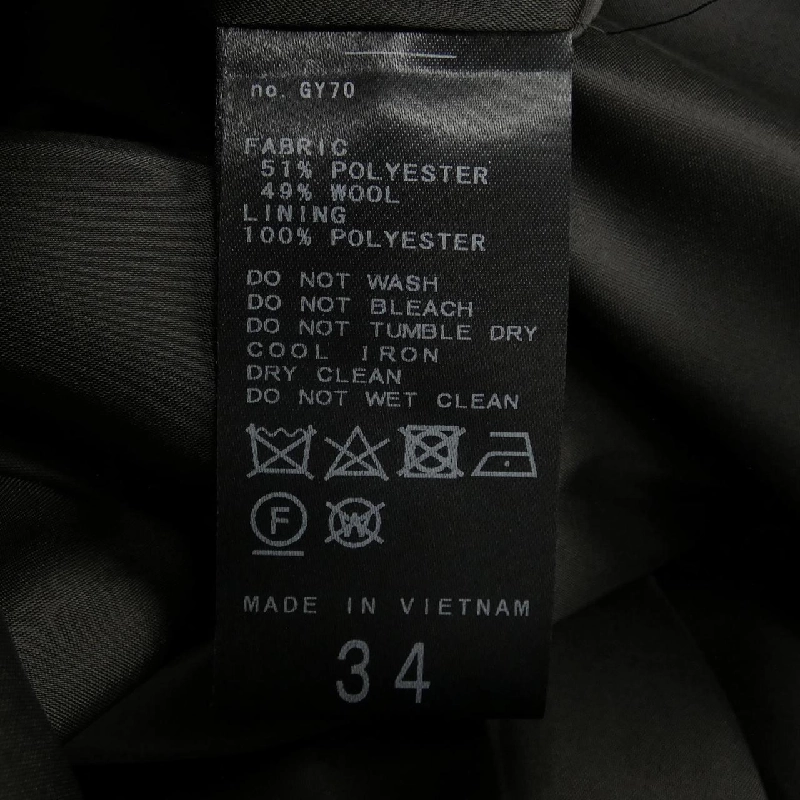 no. GY70
FABRIC
51% POLYESTER
49% WOOL
LINING
100% POLYESTER
DO NOT WASH
DO NOT BLEACH
DO NOT TUMBLE DRY
COOL IRON
DRY CLEAN
DO NOT WET CLEAN
F W
MADE IN VIETNAM
34